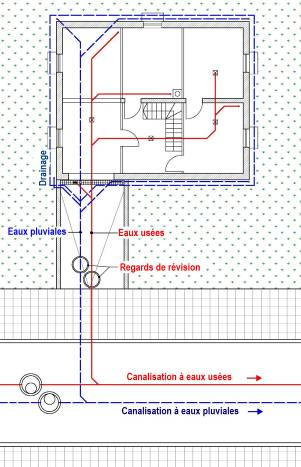 Drainage
Eaux pluviales
Eaux usées
Regards de révision
Canalisation à eaux usées
Canalisation à eaux pluviales